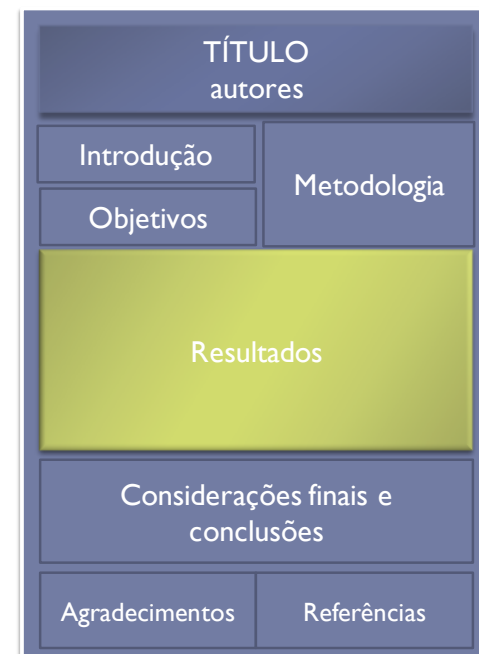 TÍTULO
autores
Introdução
Objetivos
Metodologia
Resultados
Considerações finais e
conclusões
Agradecimentos
Referências